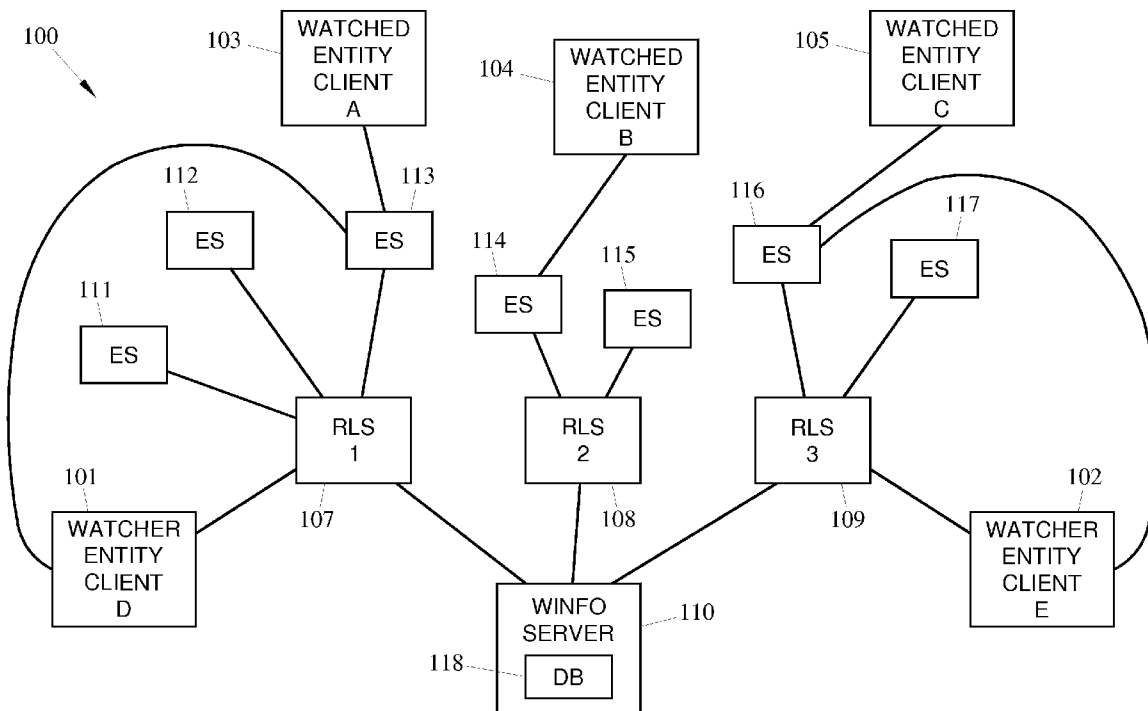 100
103
WATCHED
ENTITY
CLIENT
A
104
WATCHED
ENTITY
CLIENT
B
105
WATCHED
ENTITY
CLIENT
C
112
ES
113
ES
111
ES
114
ES
115
ES
116
ES
117
ES
RLS
1
107
RLS
2
108
RLS
3
109
101
WATCHER
ENTITY
CLIENT
D
102
WATCHER
ENTITY
CLIENT
E
WINFO
SERVER
110
118
DB